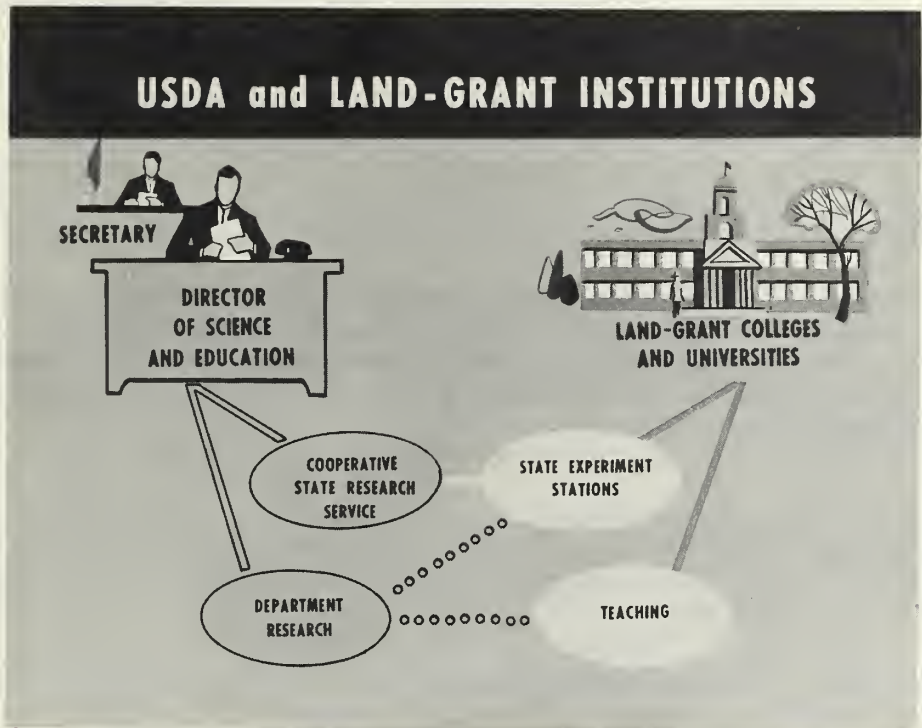 USDA and LAND-GRANT INSTITUTIONS
SECRETARY
DIRECTOR
OF SCIENCE
AND EDUCATION
LAND-GRANT COLLEGES
AND UNIVERSITIES
COOPERATIVE
STATE RESEARCH
SERVICE
STATE EXPERIMENT
STATIONS
DEPARTMENT
RESEARCH
TEACHING